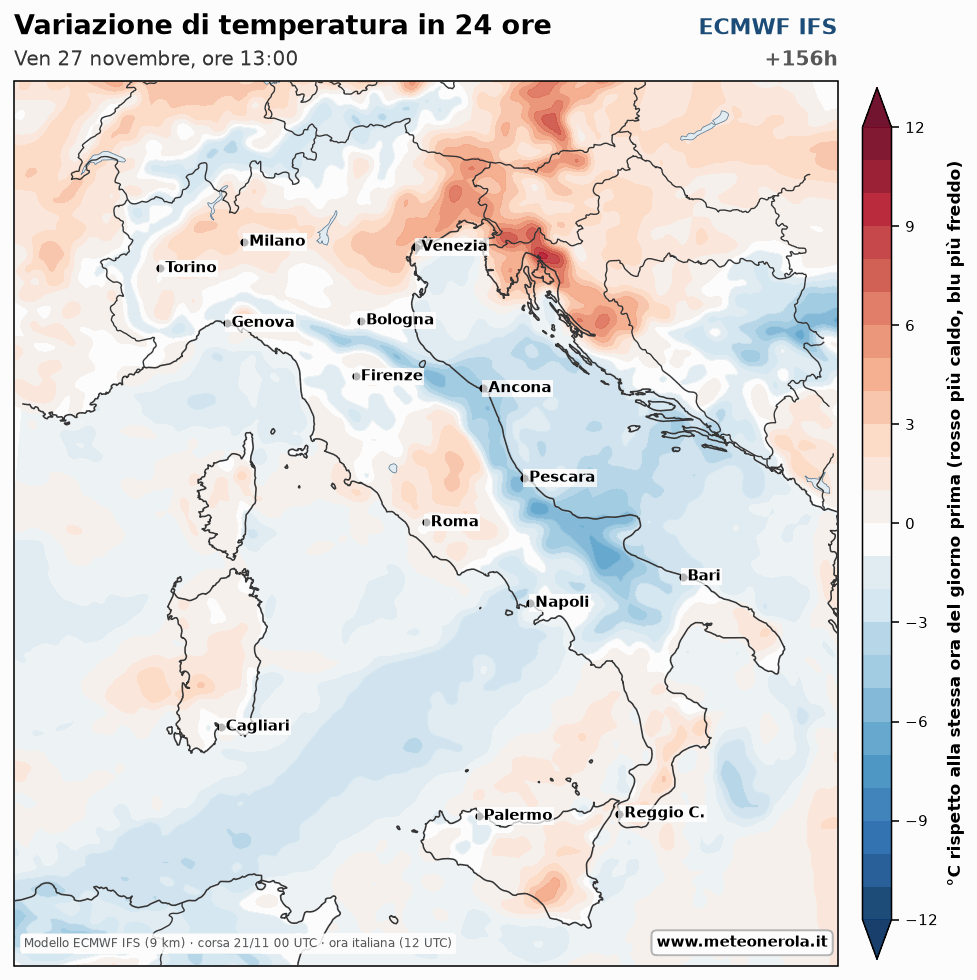 Variazione di temperatura in 24 ore
ECMWF IFS
Ven 27 novembre, ore 13:00
+156h
Milano
Venezia
Torino
Genova
Bologna
Firenze
Ancona
Pescara
Roma
Bari
Napoli
Cagliari
Palermo
Reggio C.
12
9
6
3
0
−3
−6
−9
−12
°C rispetto alla stessa ora del giorno prima (rosso più caldo, blu più freddo)
Modello ECMWF IFS (9 km) · corsa 21/11 00 UTC · ora italiana (12 UTC)
www.meteonerola.it